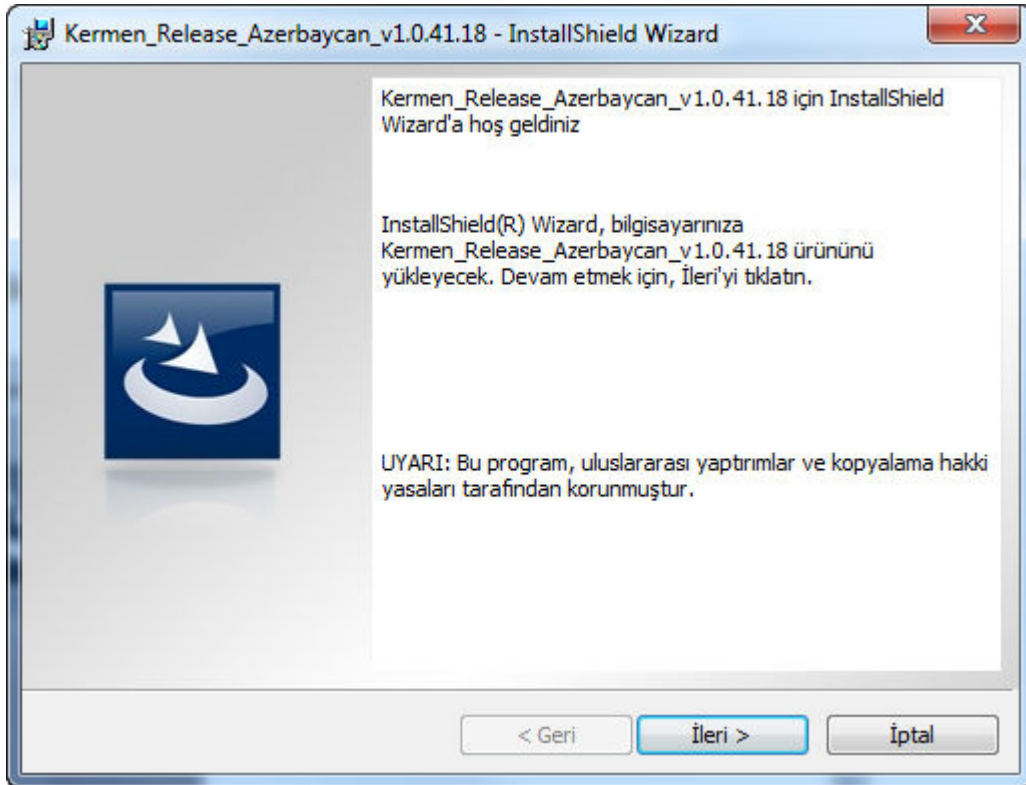 Kermen_Release_Azerbaycan_v1.0.41.18 - InstallShield Wizard
Kermen_Release_Azerbaycan_v1.0.41.18 için InstallShield
Wizard'a hoş geldiniz
InstallShield(R) Wizard, bilgisayarınıza
Kermen_Release_Azerbaycan_v1.0.41.18 ürününü
yükleyecek. Devam etmek için, İleri'yi tıklatın.
UYARI: Bu program, uluslararası yaptırımlar ve kopyalama hakki
yasaları tarafından korunmuştur.
< Geri
İleri >
İptal